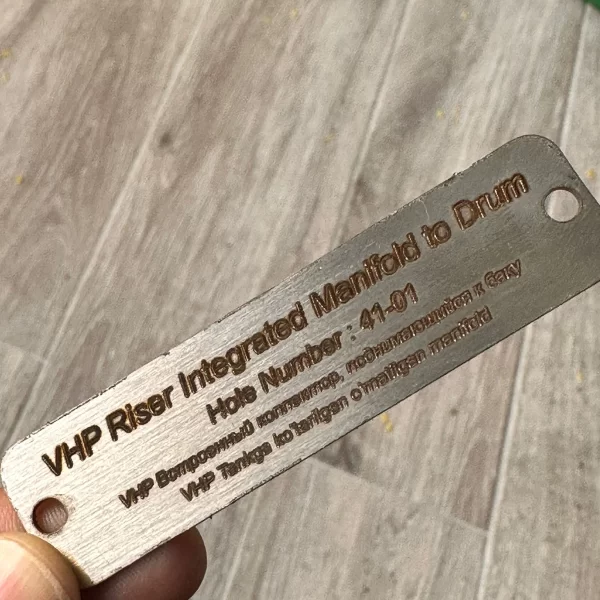 VHP Riser Integrated Manifold to Drum
Hole Number : 41-01
VHP Встроенный коллектор, поднимающийся к баку
VHP Tankga ko'tarilgan o'rnatilgan manifold